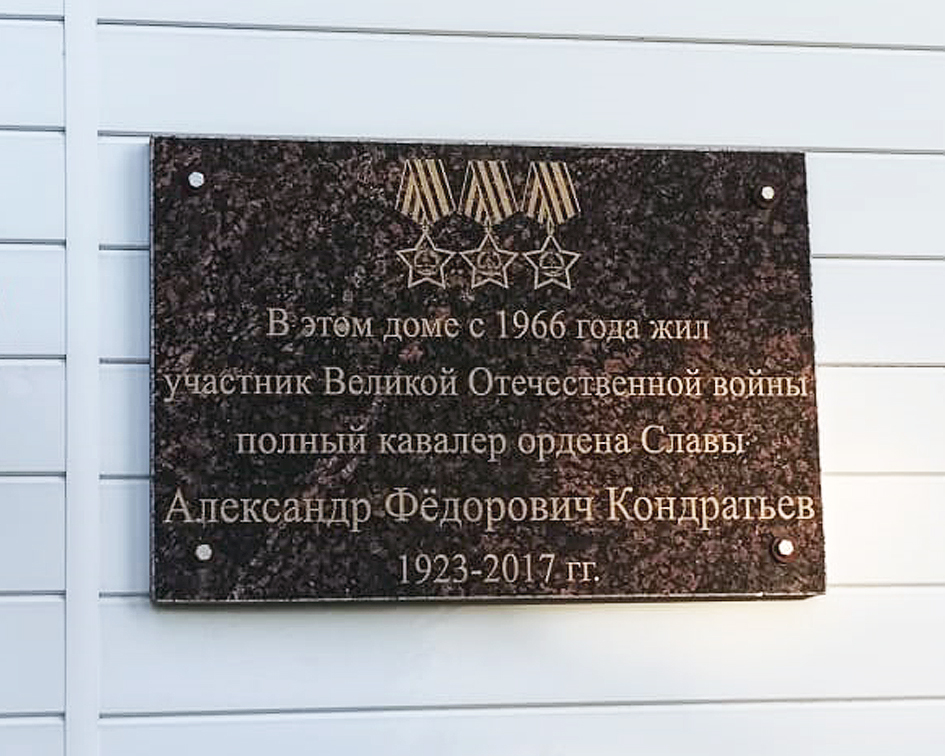 В этом доме с 1966 года жил
участник Великой Отечественной войны
полный кавалер ордена Славы
Александр Фёдорович Кондратьев
1923-2017 гг.